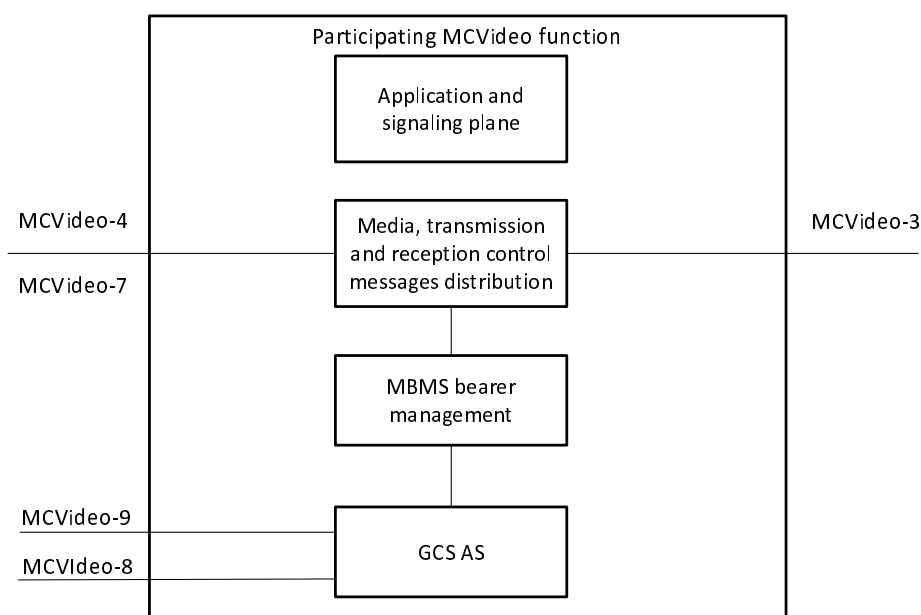 Participating MCVideo function
Application and
signaling plane
MCVideo-4
MCVideo-3
Media, transmission
and reception control
messages distribution
MCVideo-7
MBMS bearer
management
MCVideo-9
GCS AS
MCVIdeo-8